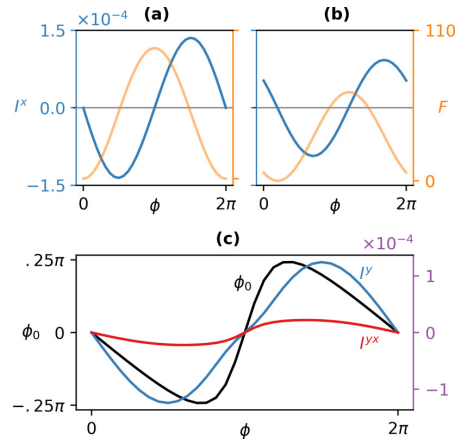 ×10⁻⁴ (a) (b)
1.5 110
Iˣ 0.0 F
−1.5 0
0 ϕ 2π 0 ϕ 2π
(c) ×10⁻⁴
.25π 1
ϕ₀ Iʸ
ϕ₀ 0 0
Iʸˣ
−.25π −1
0 ϕ 2π